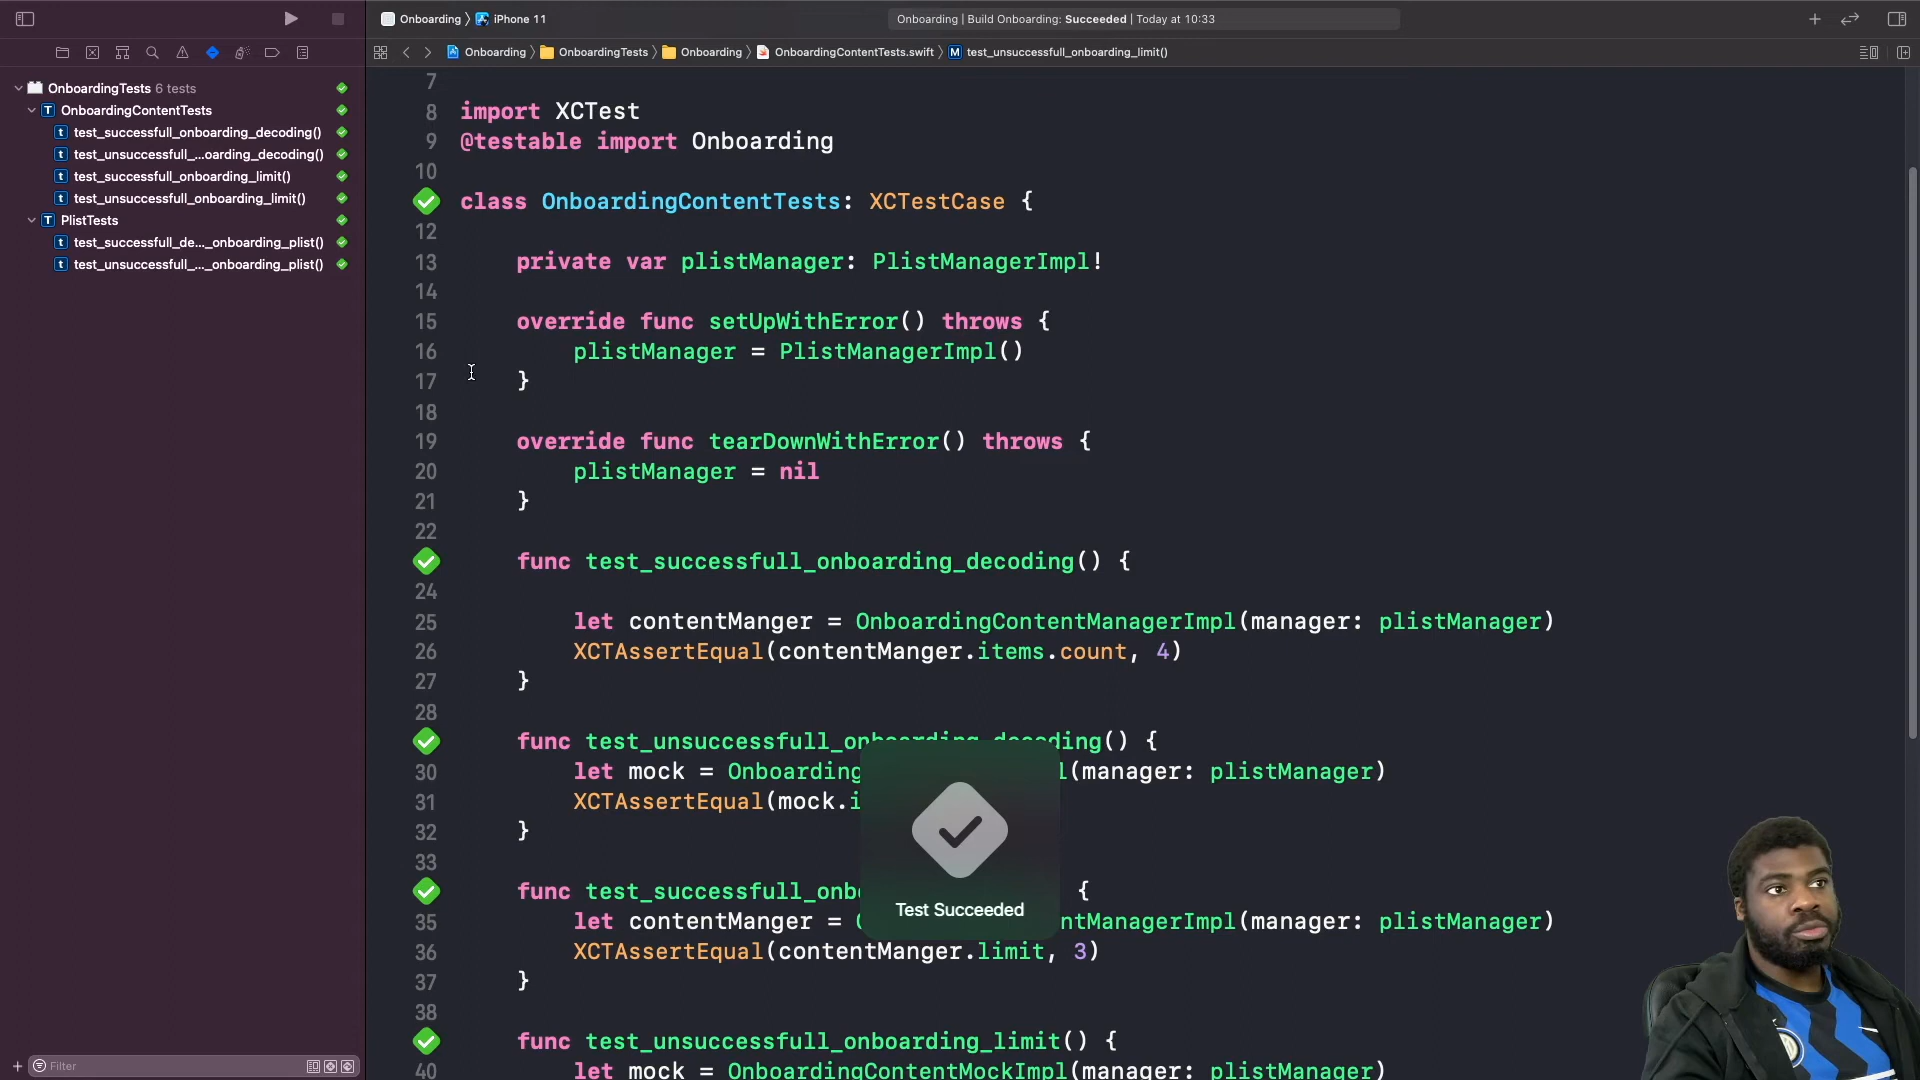 Onboarding 〉 iPhone 11
Onboarding | Build Onboarding: Succeeded | Today at 10:33
Onboarding 〉 OnboardingTests 〉 Onboarding 〉 OnboardingContentTests.swift 〉 M test_unsuccessfull_onboarding_limit()
OnboardingTests 6 tests
T OnboardingContentTests
t test_successfull_onboarding_decoding()
t test_unsuccessfull_...oarding_decoding()
t test_successfull_onboarding_limit()
t test_unsuccessfull_onboarding_limit()
T PlistTests
t test_successfull_de..._onboarding_plist()
t test_unsuccessfull_..._onboarding_plist()
Filter
7
8 import XCTest
9 @testable import Onboarding
10
class OnboardingContentTests: XCTestCase {
12
13 private var plistManager: PlistManagerImpl!
14
15 override func setUpWithError() throws {
16 plistManager = PlistManagerImpl()
17 }
18
19 override func tearDownWithError() throws {
20 plistManager = nil
21 }
22
func test_successfull_onboarding_decoding() {
24
25 let contentManger = OnboardingContentManagerImpl(manager: plistManager)
26 XCTAssertEqual(contentManger.items.count, 4)
27 }
28
func test_unsuccessfull_onboarding_decoding() {
30 let mock = Onboarding l(manager: plistManager)
31 XCTAssertEqual(mock.i
32 }
33
func test_successfull_onb {
35 let contentManger = O ntManagerImpl(manager: plistManager)
36 XCTAssertEqual(contentManger.limit, 3)
37 }
38
func test_unsuccessfull_onboarding_limit() {
40 let mock = OnboardingContentMockImpl(manager: plistManager)
Test Succeeded